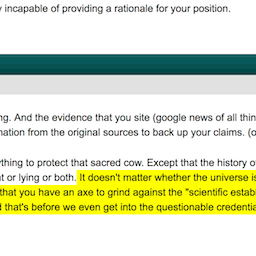 y incapable of providing a rationale for your position.
ng. And the evidence that you site (google news of all thin
mation from the original sources to back up your claims. (o
ything to protect that sacred cow. Except that the history o
t or lying or both. It doesn't matter whether the universe is
that you have an axe to grind against the "scientific estab
d that's before we even get into the questionable credentia